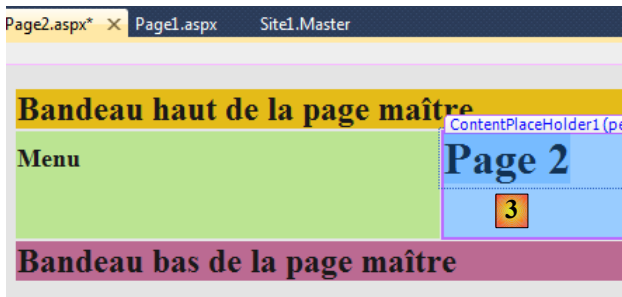 Page2.aspx* × Page1.aspx Site1.Master
Bandeau haut de la page maître
ContentPlaceHolder1 (pe
Menu
Page 2
3
Bandeau bas de la page maître